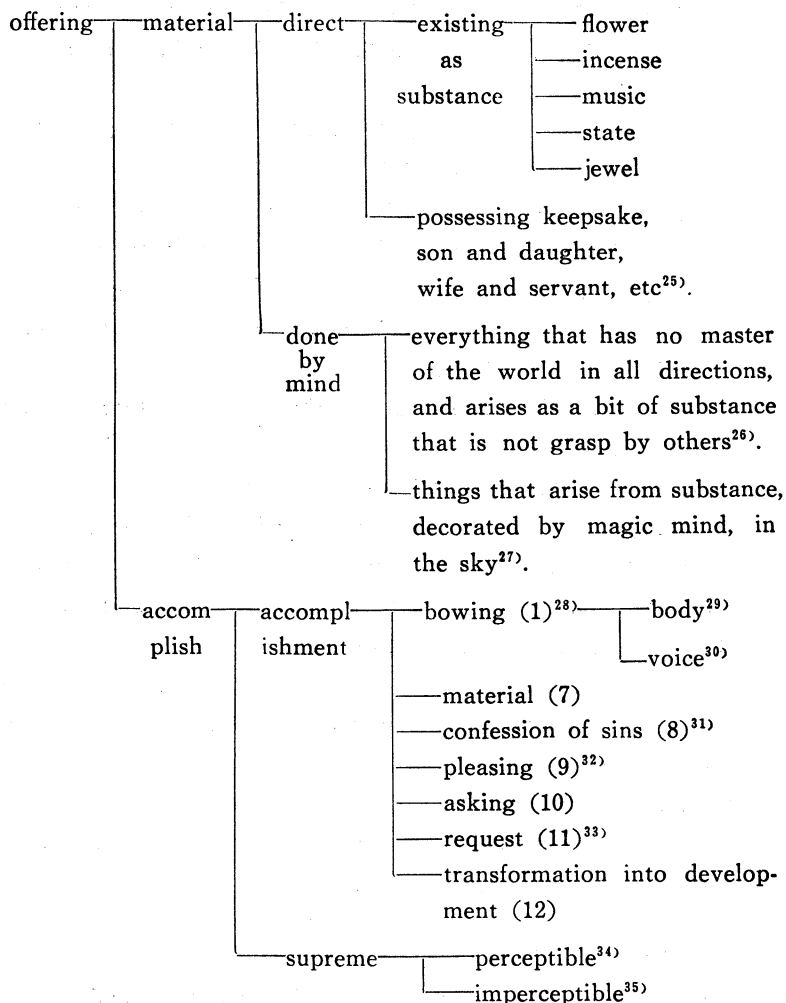 offering material direct existing flower
as incense
substance music
state
jewel
possessing keepsake,
son and daughter,
wife and servant, etc²⁵⁾.
done everything that has no master
by of the world in all directions,
mind and arises as a bit of substance
that is not grasp by others²⁶⁾.
things that arise from substance,
decorated by magic mind, in
the sky²⁷⁾.
accom accompl bowing (1)²⁸⁾ body²⁹⁾
plish ishment voice³⁰⁾
material (7)
confession of sins (8)³¹⁾
pleasing (9)³²⁾
asking (10)
request (11)³³⁾
transformation into develop-
ment (12)
supreme perceptible³⁴⁾
imperceptible³⁵⁾